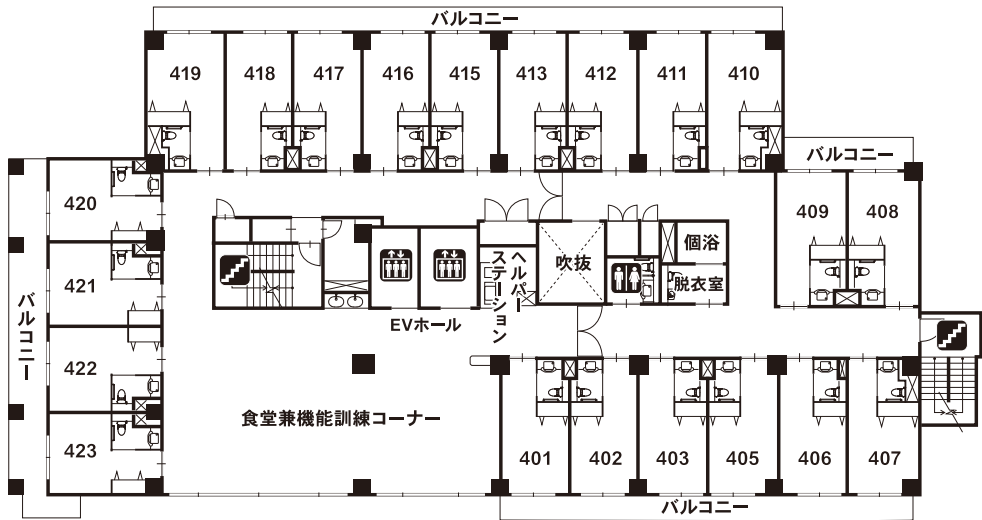 バルコニー
419
418
417
416
415
413
412
411
410
バルコニー
420
409
408
個浴
吹抜
脱衣室
ヘルパー
ステーション
421
バルコニー
EVホール
422
食堂兼機能訓練コーナー
423
401
402
403
405
406
407
バルコニー